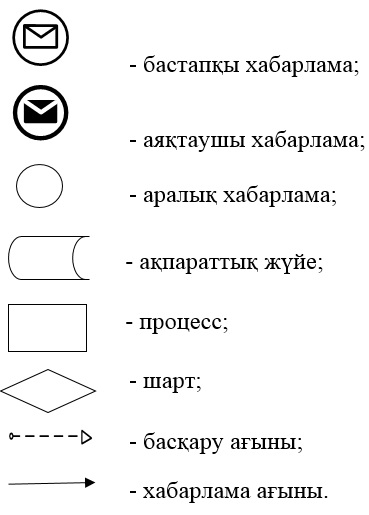 - бастапқы хабарлама;
- аяқтаушы хабарлама;
- аралық хабарлама;
- ақпараттық жүйе;
- процесс;
- шарт;
- басқару ағыны;
- хабарлама ағыны.